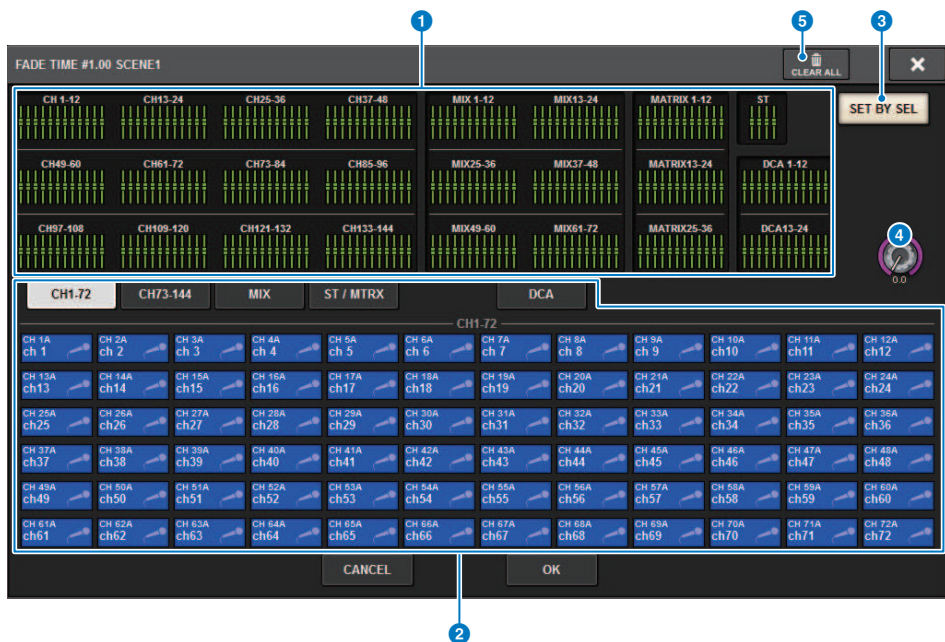 1
5
3
FADE TIME #1.00 SCENE1
CLEAR ALL
SET BY SEL
CH 1-12 CH13-24 CH25-36 CH37-48 MIX 1-12 MIX13-24 MATRIX 1-12 ST
CH49-60 CH61-72 CH73-84 CH85-96 MIX25-36 MIX37-48 MATRIX13-24 DCA 1-12
CH97-108 CH109-120 CH121-132 CH133-144 MIX49-60 MIX61-72 MATRIX25-36 DCA13-24
4
0.0
CH1-72 CH73-144 MIX ST / MTRX DCA
CH1-72
CH 1A CH 2A CH 3A CH 4A CH 5A CH 6A CH 7A CH 8A CH 9A CH 10A CH 11A CH 12A
ch 1 ch 2 ch 3 ch 4 ch 5 ch 6 ch 7 ch 8 ch 9 ch10 ch11 ch12
CH 13A CH 14A CH 15A CH 16A CH 17A CH 18A CH 19A CH 20A CH 21A CH 22A CH 23A CH 24A
ch13 ch14 ch15 ch16 ch17 ch18 ch19 ch20 ch21 ch22 ch23 ch24
CH 25A CH 26A CH 27A CH 28A CH 29A CH 30A CH 31A CH 32A CH 33A CH 34A CH 35A CH 36A
ch25 ch26 ch27 ch28 ch29 ch30 ch31 ch32 ch33 ch34 ch35 ch36
CH 37A CH 38A CH 39A CH 40A CH 41A CH 42A CH 43A CH 44A CH 45A CH 46A CH 47A CH 48A
ch37 ch38 ch39 ch40 ch41 ch42 ch43 ch44 ch45 ch46 ch47 ch48
CH 49A CH 50A CH 51A CH 52A CH 53A CH 54A CH 55A CH 56A CH 57A CH 58A CH 59A CH 60A
ch49 ch50 ch51 ch52 ch53 ch54 ch55 ch56 ch57 ch58 ch59 ch60
CH 61A CH 62A CH 63A CH 64A CH 65A CH 66A CH 67A CH 68A CH 69A CH 70A CH 71A CH 72A
ch61 ch62 ch63 ch64 ch65 ch66 ch67 ch68 ch69 ch70 ch71 ch72
CANCEL OK
2